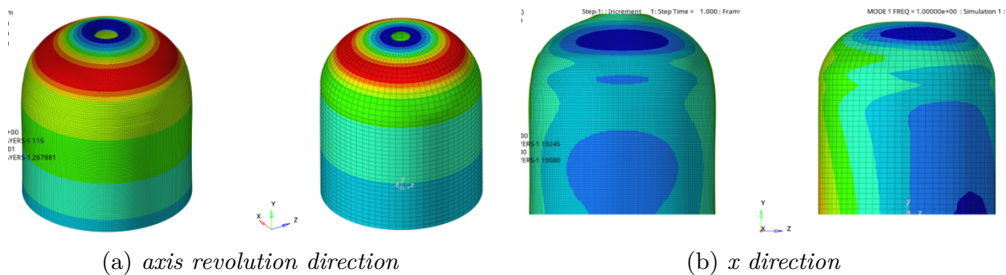 Step-1: : Increment 1: Step Time = 1.000 : Fram
MODE 1 FREQ = 1.00000e+00 : Simulation 1 :
+00
YERS-1 115
01
YERS-1 267881
X Y Z
00
YERS-1 19245
00
YERS-1 19080
Y X Z
(a) axis revolution direction
(b) x direction